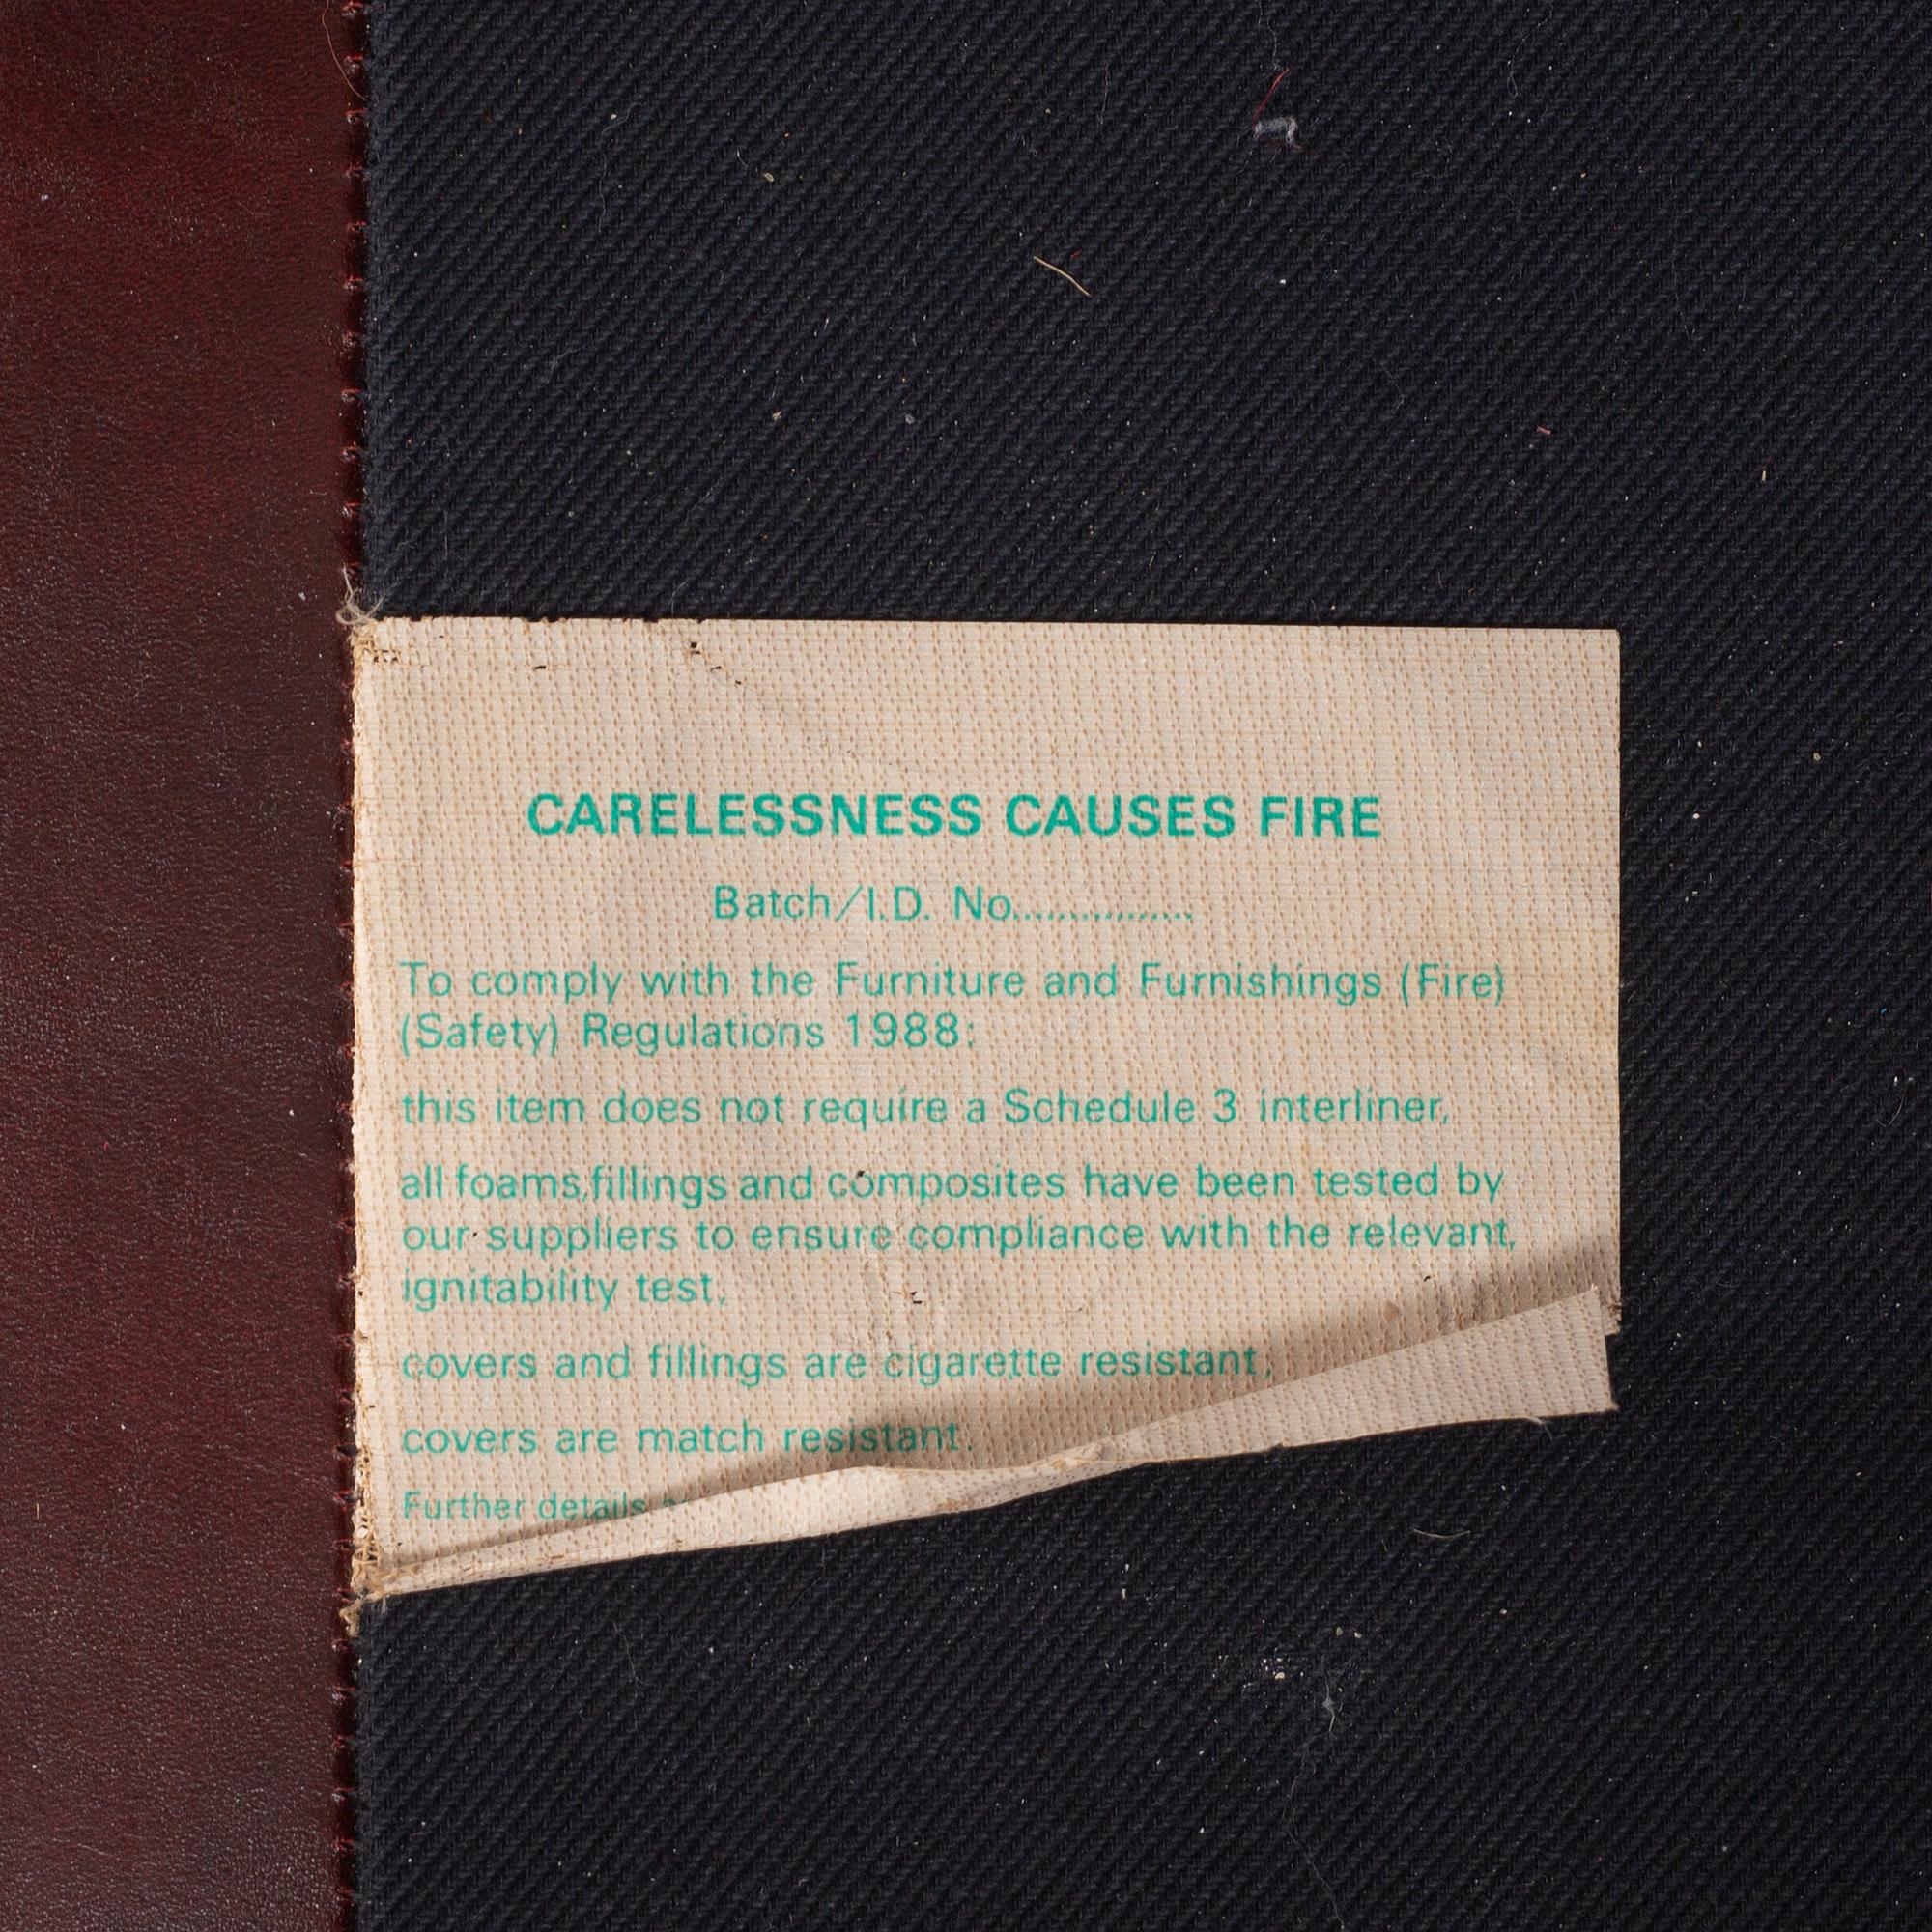 CARELESSNESS CAUSES FIRE
Batch/I.D. No................
To comply with the Furniture and Furnishings (Fire)
(Safety) Regulations 1988:
this item does not require a Schedule 3 interliner,
all foams,fillings and composites have been tested by
our suppliers to ensure compliance with the relevant,
ignitability test,
covers and fillings are cigarette resistant,
covers are match resistant.
Further details